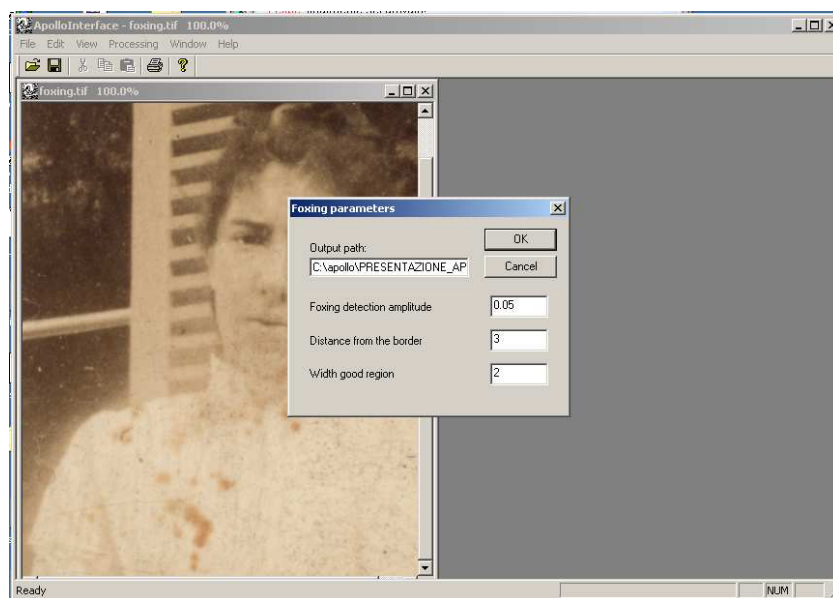 ApolloInterface - foxing.tif 100.0%
File Edit View Processing Window Help
foxing.tif 100.0%
Foxing parameters
Output path:
OK
C:\apollo\PRESENTAZIONE_AP
Cancel
Foxing detection amplitude
0.05
Distance from the border
3
Width good region
2
Ready
NUM